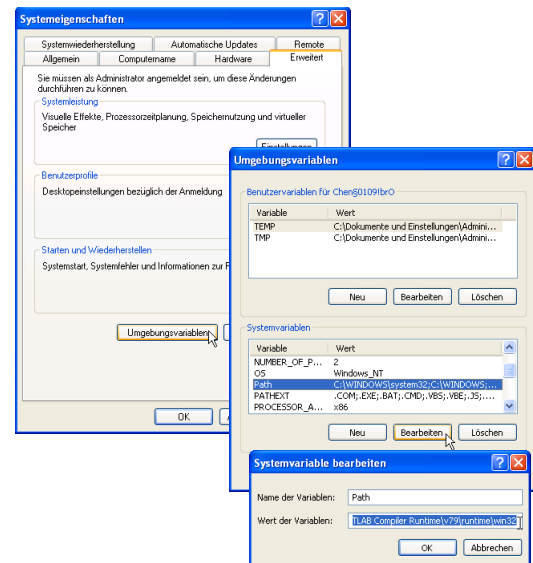 Systemeigenschaften
Systemwiederherstellung Automatische Updates Remote
Allgemein Computername Hardware Erweitert
Sie müssen als Administrator angemeldet sein, um diese Änderungen
durchführen zu können.
Systemleistung
Visuelle Effekte, Prozessorzeitplanung, Speichernutzung und virtueller
Speicher
Einstellungen
Benutzerprofile
Desktopeinstellungen bezüglich der Anmeldung
Starten und Wiederherstellen
Systemstart, Systemfehler und Informationen zur F
Umgebungsvariablen
OK
Umgebungsvariablen
Benutzervariablen für Chen§0109!brO
Variable Wert
TEMP C:\Dokumente und Einstellungen\Admini...
TMP C:\Dokumente und Einstellungen\Admini...
Neu Bearbeiten Löschen
Systemvariablen
Variable Wert
NUMBER_OF_P... 2
OS Windows_NT
Path C:\WINDOWS\system32;C:\WINDOWS;...
PATHEXT .COM;.EXE;.BAT;.CMD;.VBS;.VBE;.JS;....
PROCESSOR_A... x86
Neu Bearbeiten Löschen
Systemvariable bearbeiten
Name der Variablen: Path
Wert der Variablen: TLAB Compiler Runtime\v79\runtime\win32
OK Abbrechen